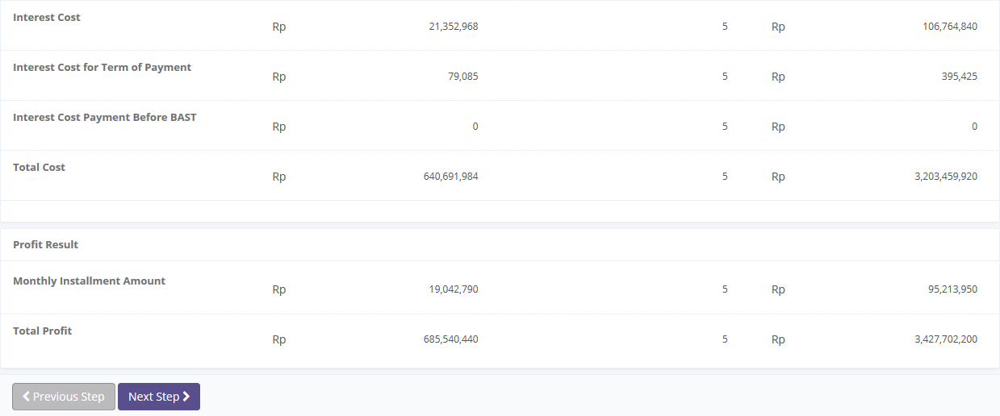 Interest Cost
Rp 21,352,968 5 Rp 106,764,840
Interest Cost for Term of Payment
Rp 79,085 5 Rp 395,425
Interest Cost Payment Before BAST
Rp 0 5 Rp 0
Total Cost
Rp 640,691,984 5 Rp 3,203,459,920
Profit Result
Monthly Installment Amount
Rp 19,042,790 5 Rp 95,213,950
Total Profit
Rp 685,540,440 5 Rp 3,427,702,200
Previous Step Next Step